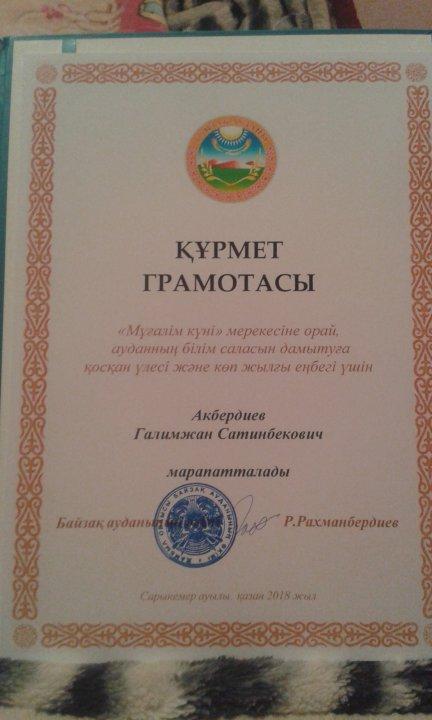 ҚҰРМЕТ
ГРАМОТАСЫ
«Мұғалім күні» мерекесіне орай,
ауданның білім саласын дамытуға
қосқан үлесі және көп жылғы еңбегі үшін
Акбердиев
Галимжан Сатинбекович
марапатталады
Байзақ ауданының Р.Рахманбердиев
Сарыкемер ауылы қазан 2018 жыл